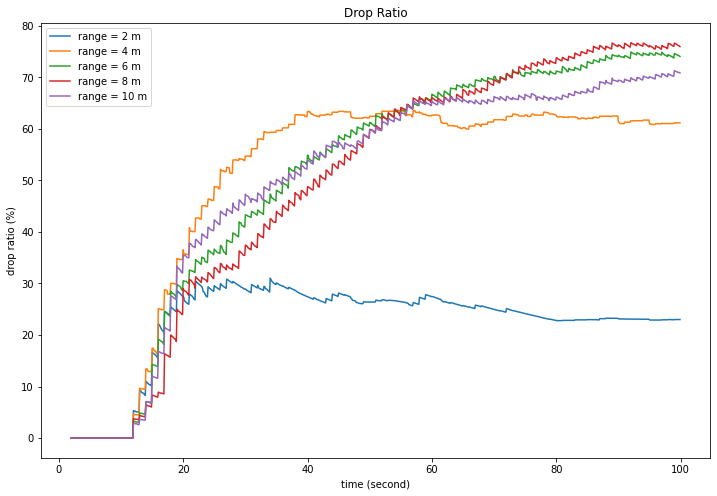 Drop Ratio
80
70
60
50
40
30
20
10
0
drop ratio (%)
range = 2 m
range = 4 m
range = 6 m
range = 8 m
range = 10 m
0 20 40 60 80 100
time (second)